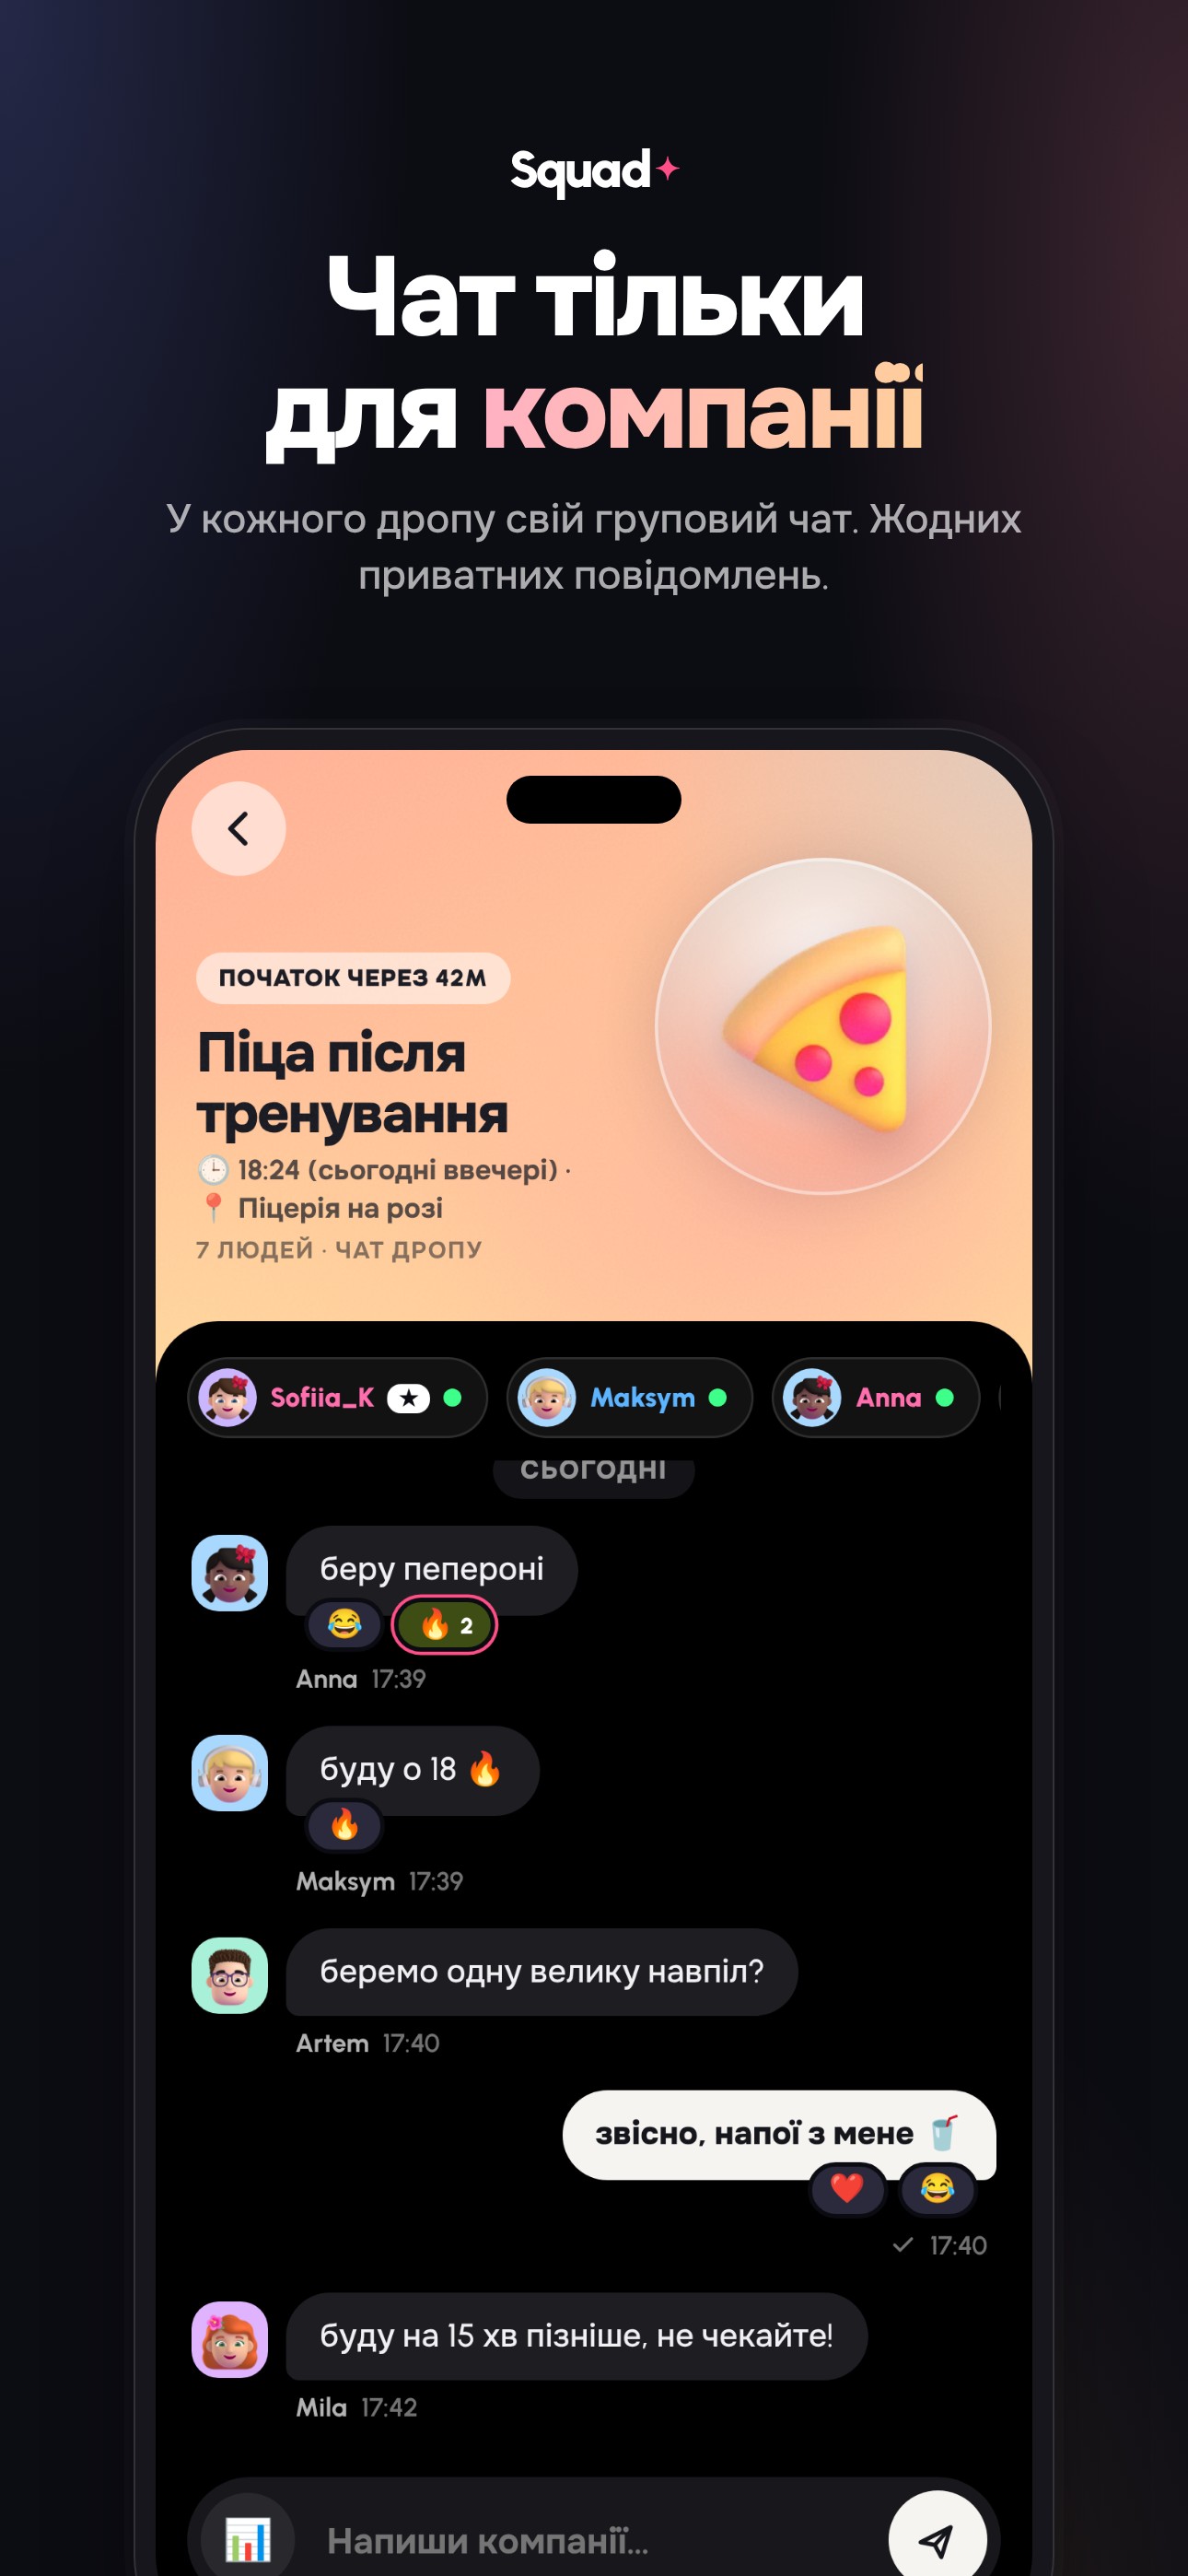 Squad
Чат тільки
для компанії
У кожного дропу свій груповий чат. Жодних
приватних повідомлень.
ПОЧАТОК ЧЕРЕЗ 42М
Піца після
тренування
🕒 18:24 (сьогодні ввечері) ·
📍 Піцерія на розі
7 ЛЮДЕЙ · ЧАТ ДРОПУ
Sofiia_K ★
Maksym
Anna
СЬОГОДНІ
беру пепероні
😂 🔥 2
Anna 17:39
буду о 18 🔥
🔥
Maksym 17:39
беремо одну велику навпіл?
Artem 17:40
звісно, напої з мене 🥤
❤️ 😂
✓ 17:40
буду на 15 хв пізніше, не чекайте!
Mila 17:42
Напиши компанії...